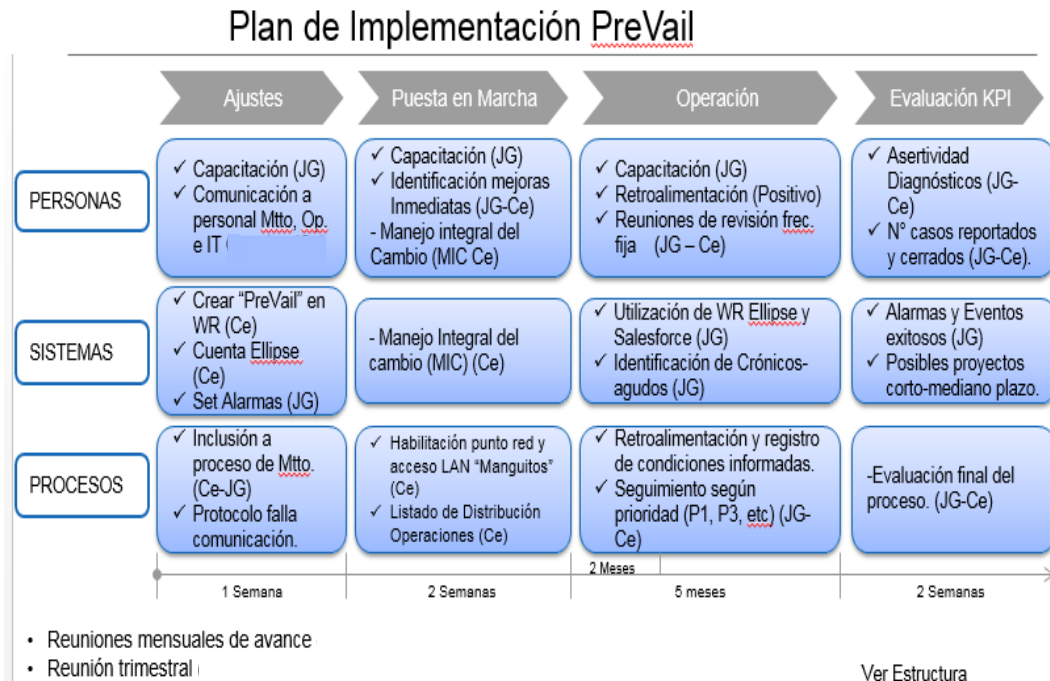 Plan de Implementación PreVail
Ajustes
Puesta en Marcha
Operación
Evaluación KPI
PERSONAS
✓ Capacitación (JG)
✓ Comunicación a
personal Mtto, Op.
e IT (
✓ Capacitación (JG)
✓ Identificación mejoras
Inmediatas (JG-Ce)
- Manejo integral del
Cambio (MIC Ce)
✓ Capacitación (JG)
✓ Retroalimentación (Positivo)
✓ Reuniones de revisión frec.
fija (JG – Ce)
✓ Asertividad
Diagnósticos (JG-
Ce)
✓ N° casos reportados
y cerrados (JG-Ce).
SISTEMAS
✓ Crear “PreVail” en
WR (Ce)
✓ Cuenta Ellipse
(Ce)
✓ Set Alarmas (JG)
- Manejo Integral del
cambio (MIC) (Ce)
✓ Utilización de WR Ellipse y
Salesforce (JG)
✓ Identificación de Crónicos-
agudos (JG)
✓ Alarmas y Eventos
exitosos (JG)
✓ Posibles proyectos
corto-mediano plazo.
PROCESOS
✓ Inclusión a
proceso de Mtto.
(Ce-JG)
✓ Protocolo falla
comunicación.
✓ Habilitación punto red y
acceso LAN “Manguitos”
(Ce)
✓ Listado de Distribución
Operaciones (Ce)
✓ Retroalimentación y registro
de condiciones informadas.
✓ Seguimiento según
prioridad (P1, P3, etc) (JG-
Ce)
-Evaluación final del
proceso. (JG-Ce)
2 Meses
1 Semana
2 Semanas
5 meses
2 Semanas
• Reuniones mensuales de avance
• Reunión trimestral
Ver Estructura